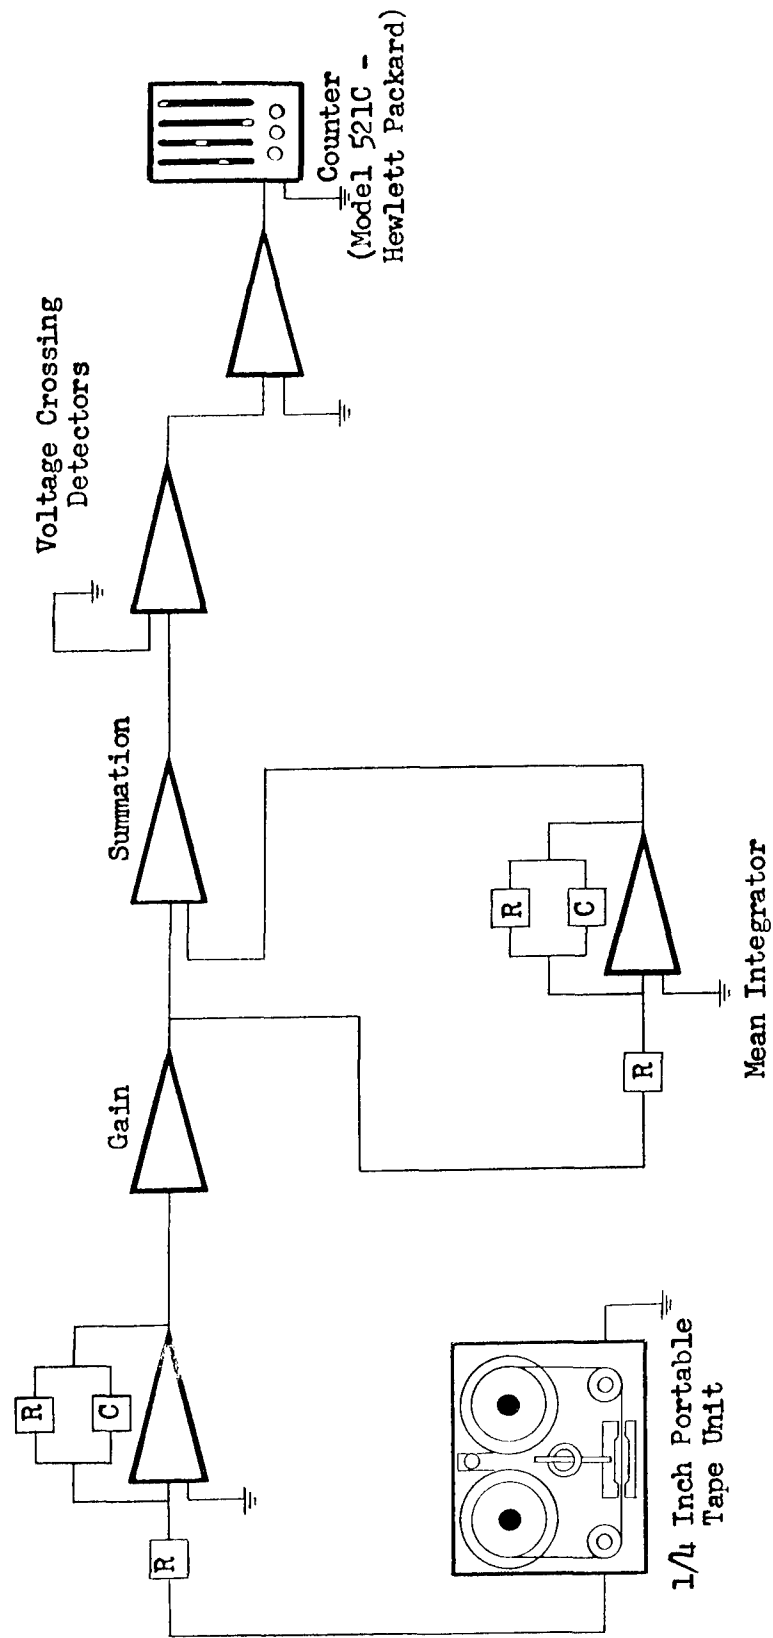 R
C
R
Gain
Summation
Voltage Crossing
Detectors
Counter
(Model 521C -
Hewlett Packard)
1/4 Inch Portable
Tape Unit
R
R
C
Mean Integrator